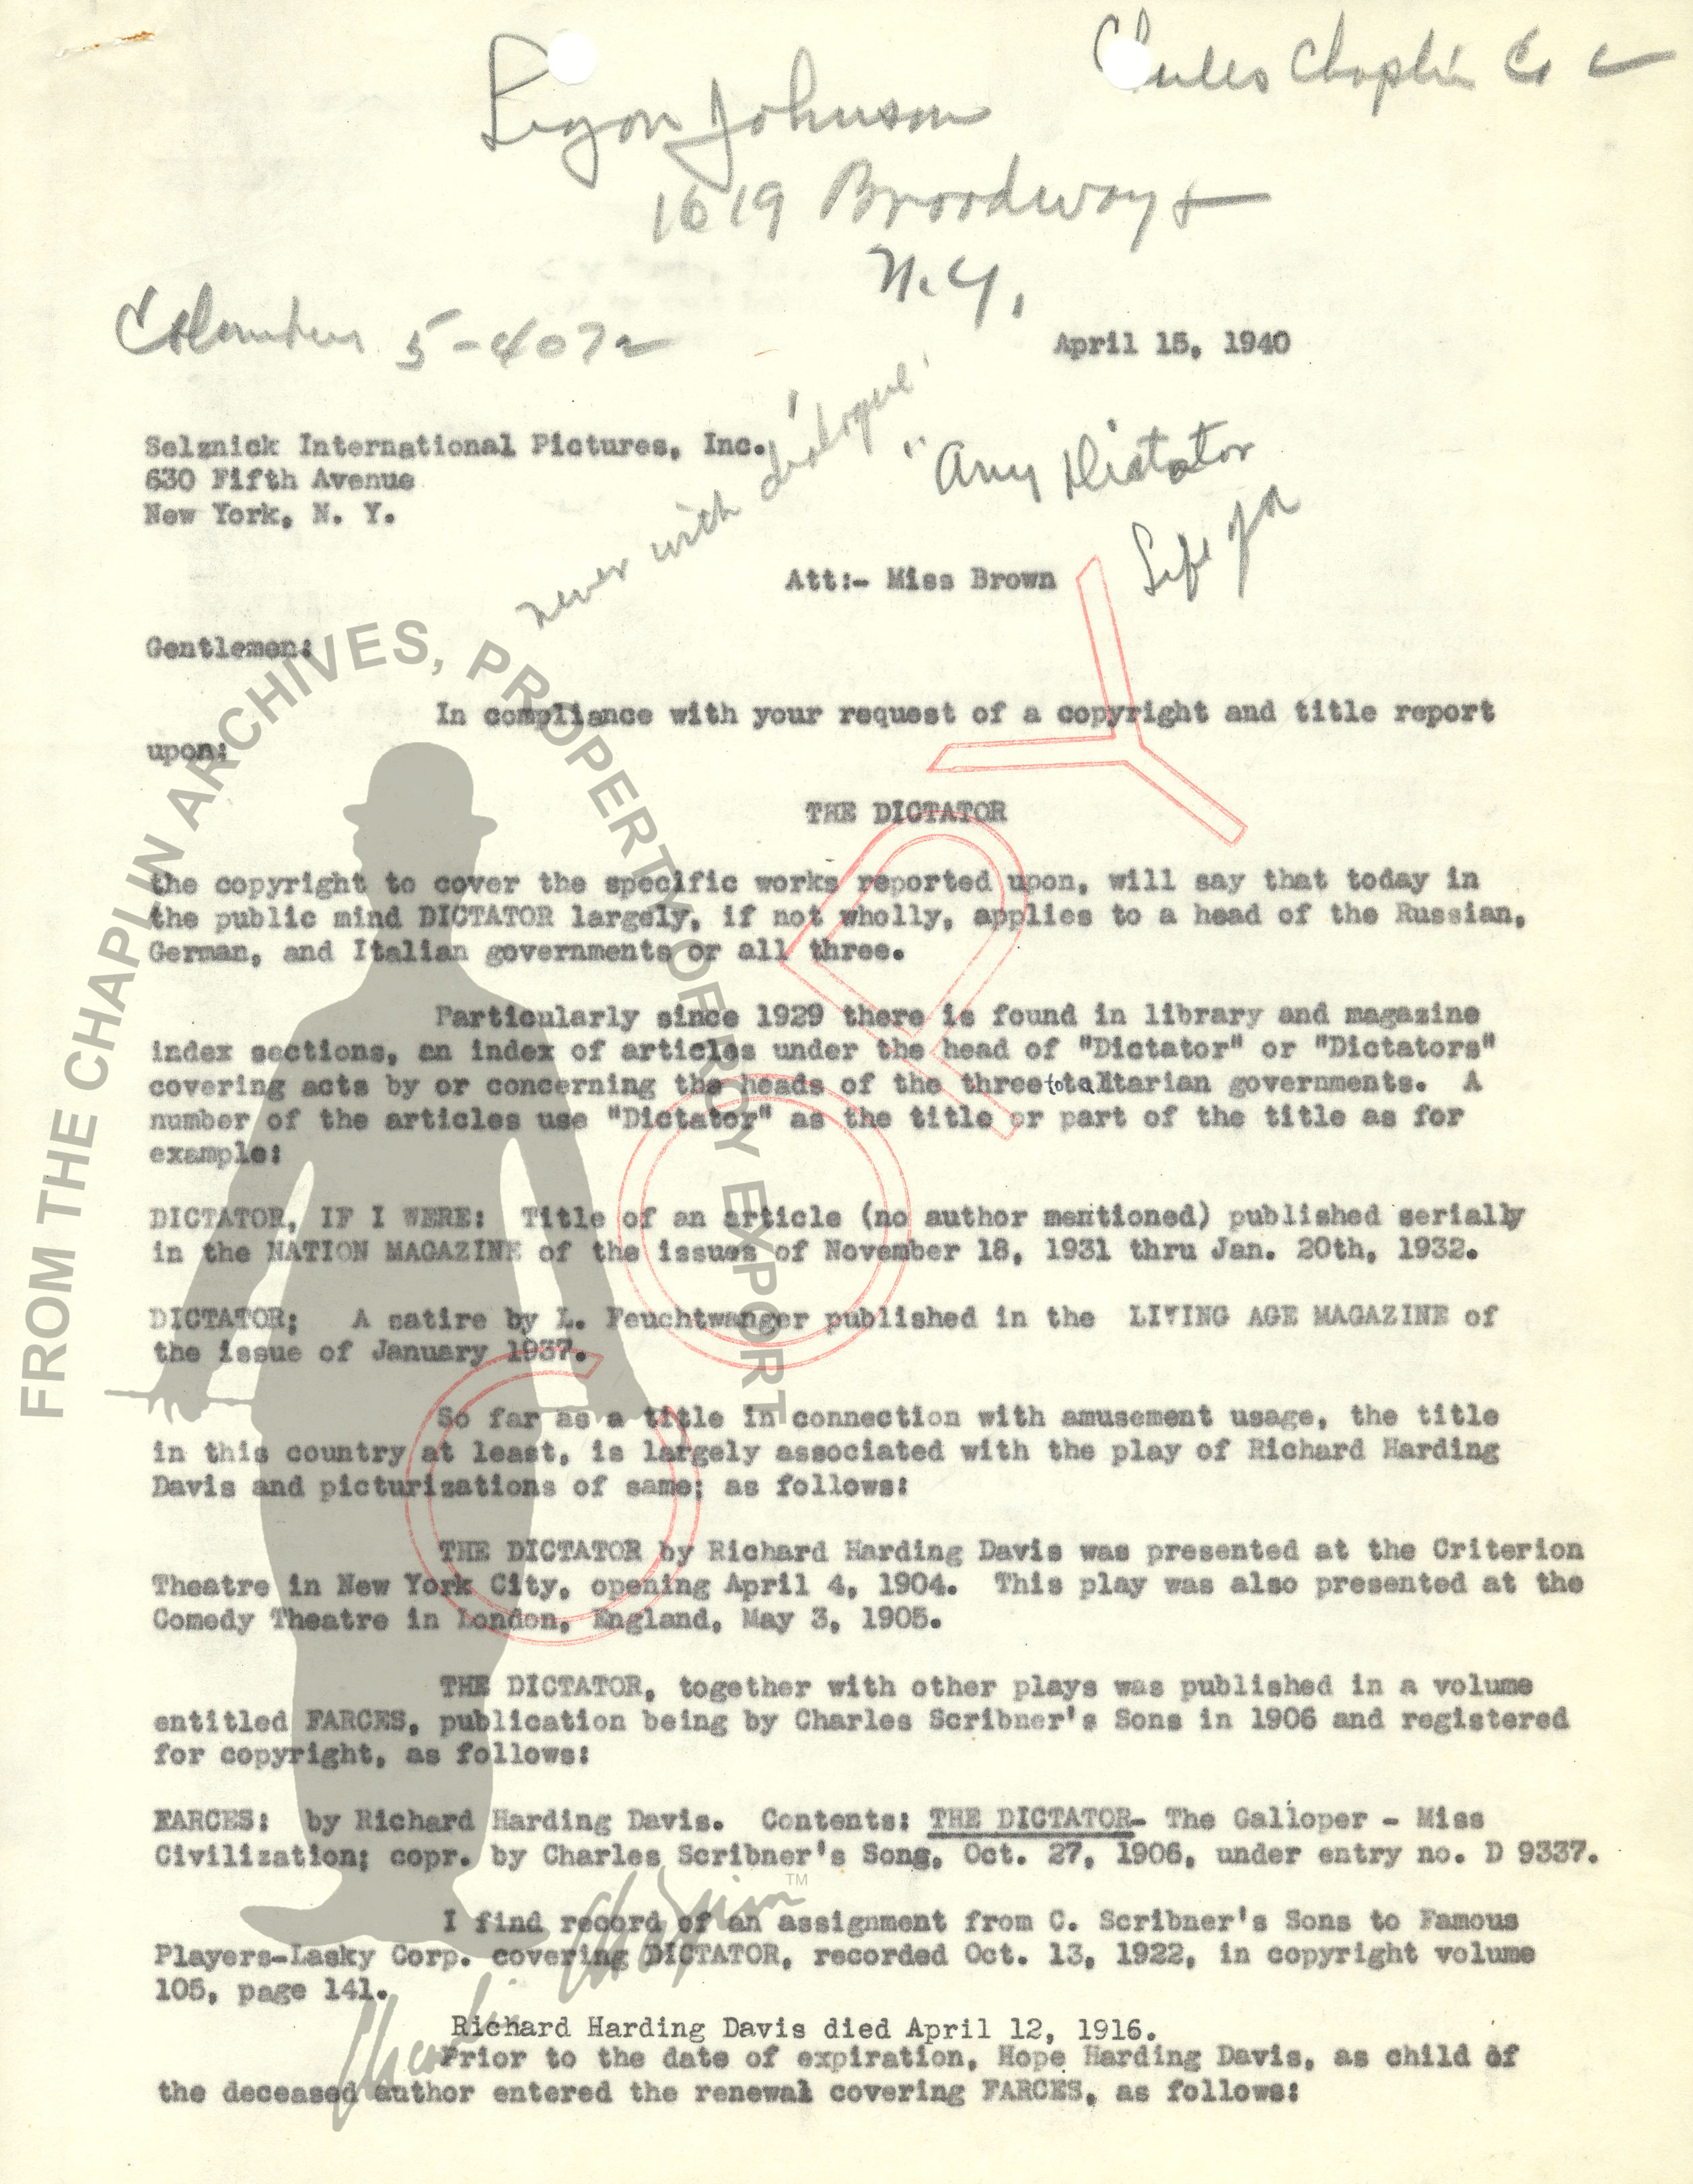 Charles Chaplin Co
Ligon Johnson
1619 Broadway
N.Y.
Columbus 5-4072
April 15, 1940
Selznick International Pictures, Inc.
630 Fifth Avenue
New York, N. Y.
never with dialogue
"Any Dictator
Att:- Miss Brown
Gentlemen:
In compliance with your request of a copyright and title report
upon:
THE DICTATOR
the copyright to cover the specific works reported upon, will say that today in
the public mind DICTATOR largely, if not wholly, applies to a head of the Russian,
German, and Italian governments or all three.
Particularly since 1929 there is found in library and magazine
index sections, an index of articles under the head of "Dictator" or "Dictators"
covering acts by or concerning the heads of the three totalitarian governments. A
number of the articles use "Dictator" as the title or part of the title as for
example:
DICTATOR, IF I WERE: Title of an article (no author mentioned) published serially
in the NATION MAGAZINE of the issues of November 18, 1931 thru Jan. 20th, 1932.
DICTATOR; A satire by L. Feuchtwanger published in the LIVING AGE MAGAZINE of
the issue of January 1937.
So far as a title in connection with amusement usage, the title
in this country at least, is largely associated with the play of Richard Harding
Davis and picturizations of same; as follows:
THE DICTATOR by Richard Harding Davis was presented at the Criterion
Theatre in New York City, opening April 4, 1904. This play was also presented at the
Comedy Theatre in London, England, May 3, 1905.
THE DICTATOR, together with other plays was published in a volume
entitled FARCES, publication being by Charles Scribner's Sons in 1906 and registered
for copyright, as follows:
FARCES: by Richard Harding Davis. Contents: THE DICTATOR- The Galloper - Miss
Civilization; copr. by Charles Scribner's Song, Oct. 27, 1906, under entry no. D 9337.
I find record of an assignment from C. Scribner's Sons to Famous
Players-Lasky Corp. covering DICTATOR, recorded Oct. 13, 1922, in copyright volume
105, page 141.
Richard Harding Davis died April 12, 1916.
Prior to the date of expiration, Hope Harding Davis, as child of
the deceased author entered the renewal covering FARCES, as follows:
COPY
FROM THE CHAPLIN ARCHIVES, PROPERTY OF ROY EXPORT
Charlie Chaplin™